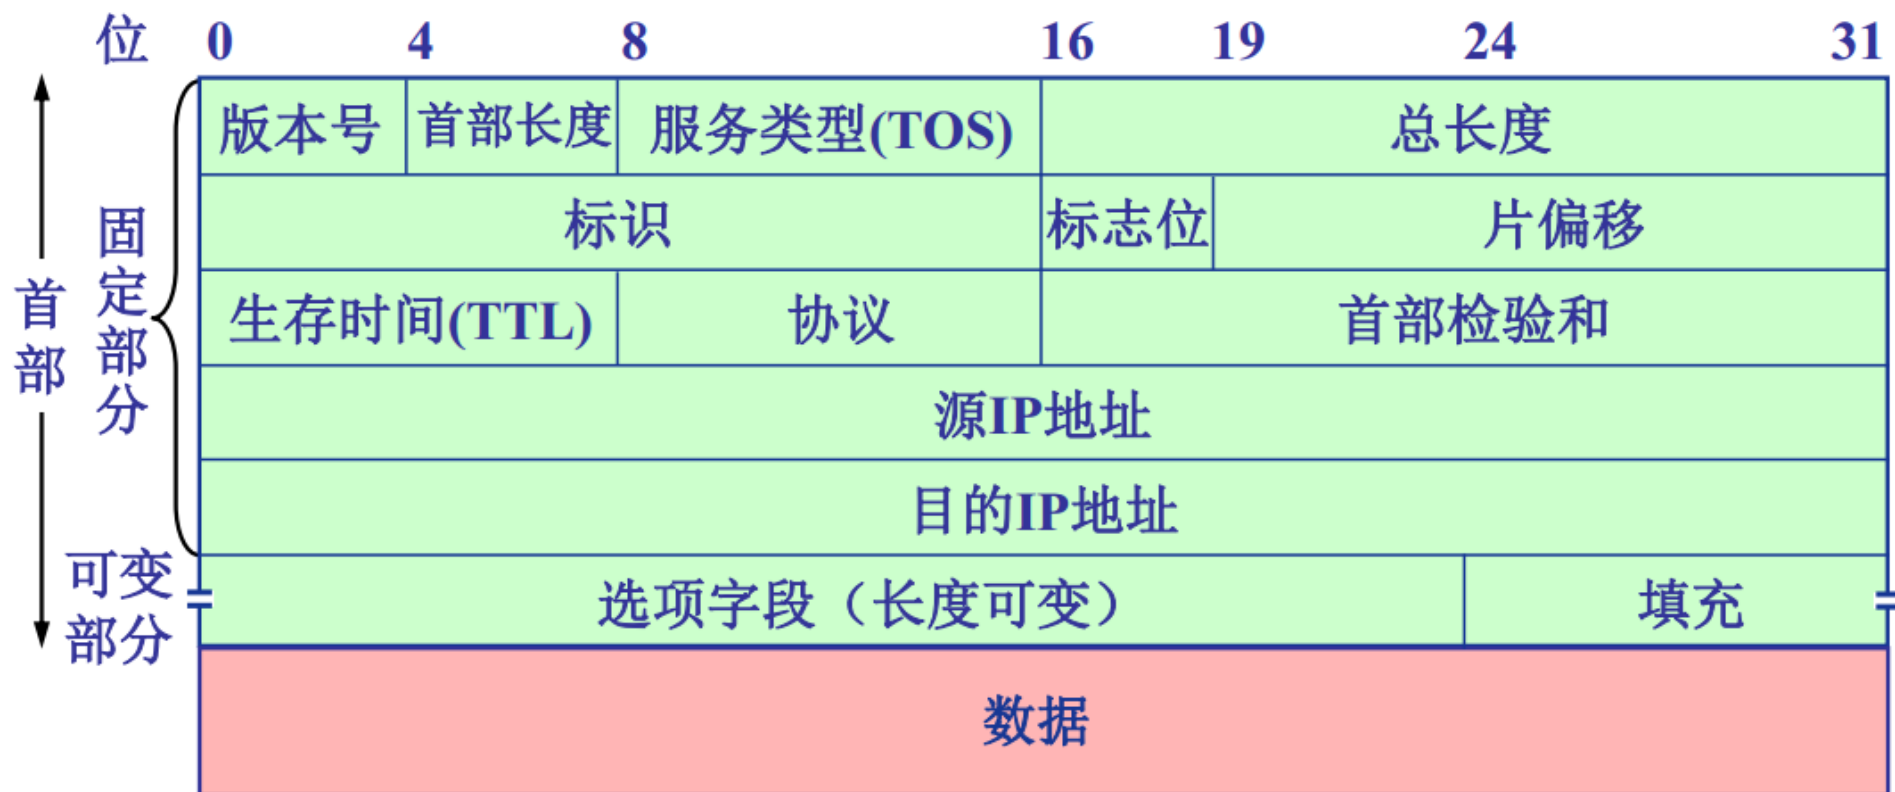 位 0 4 8 16 19 24 31
版本号 首部长度 服务类型(TOS) 总长度
标识 标志位 片偏移
生存时间(TTL) 协议 首部检验和
源IP地址
目的IP地址
选项字段（长度可变） 填充
数据
首部
固定部分
可变
部分